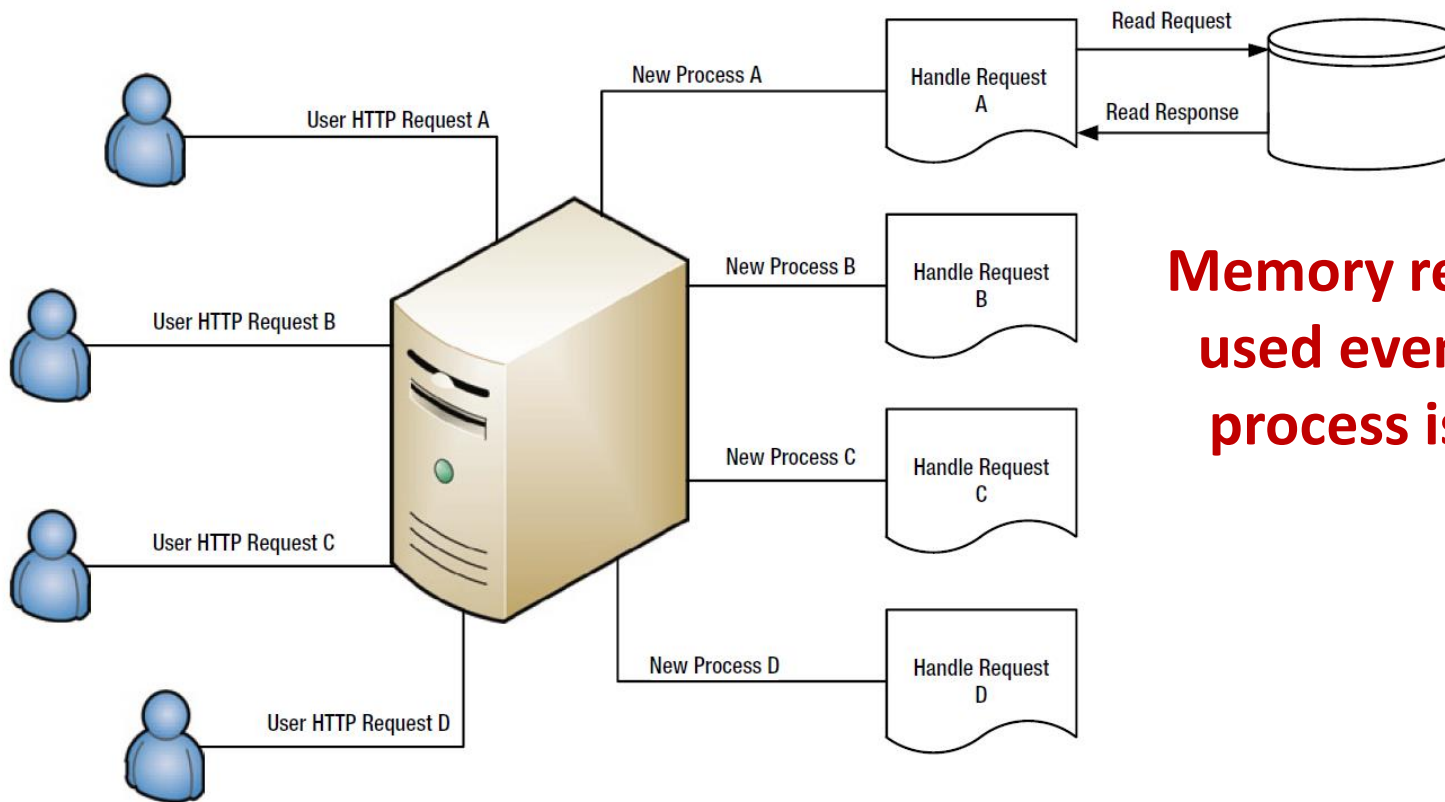 Read Request
New Process A
Handle Request
A
User HTTP Request A
Read Response
New Process B
Handle Request
B
Memory re
used ever
process is
User HTTP Request B
New Process C
Handle Request
C
User HTTP Request C
New Process D
Handle Request
D
User HTTP Request D